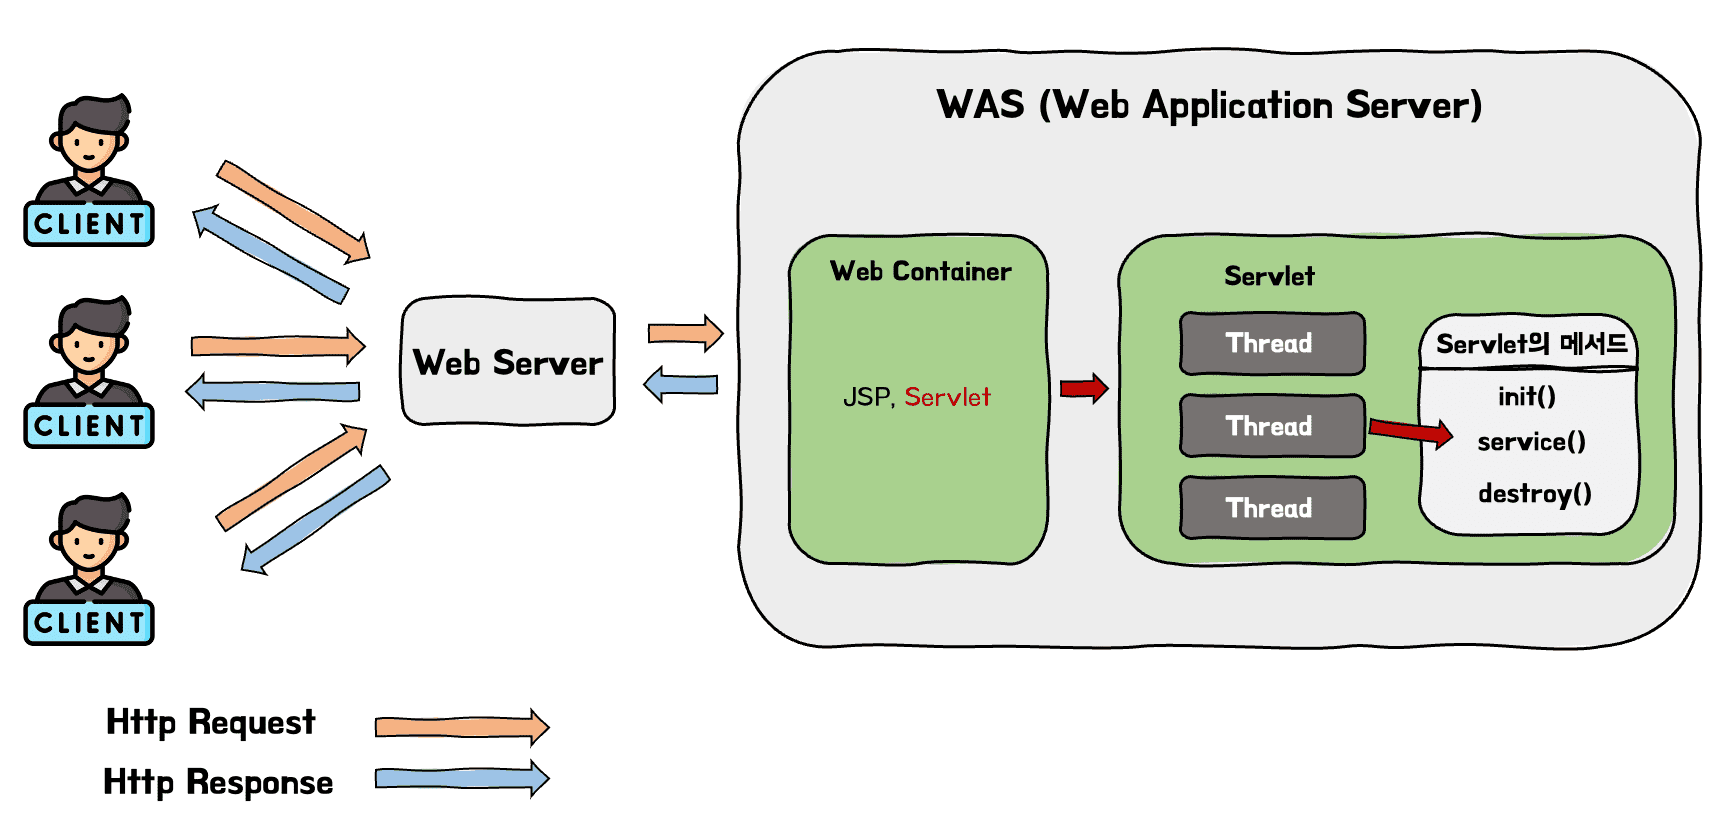 WAS (Web Application Server)
CLIENT
CLIENT
CLIENT
Web Server
Web Container
JSP, Servlet
Servlet
Thread
Thread
Thread
Servlet의 메서드
init()
service()
destroy()
Http Request
Http Response